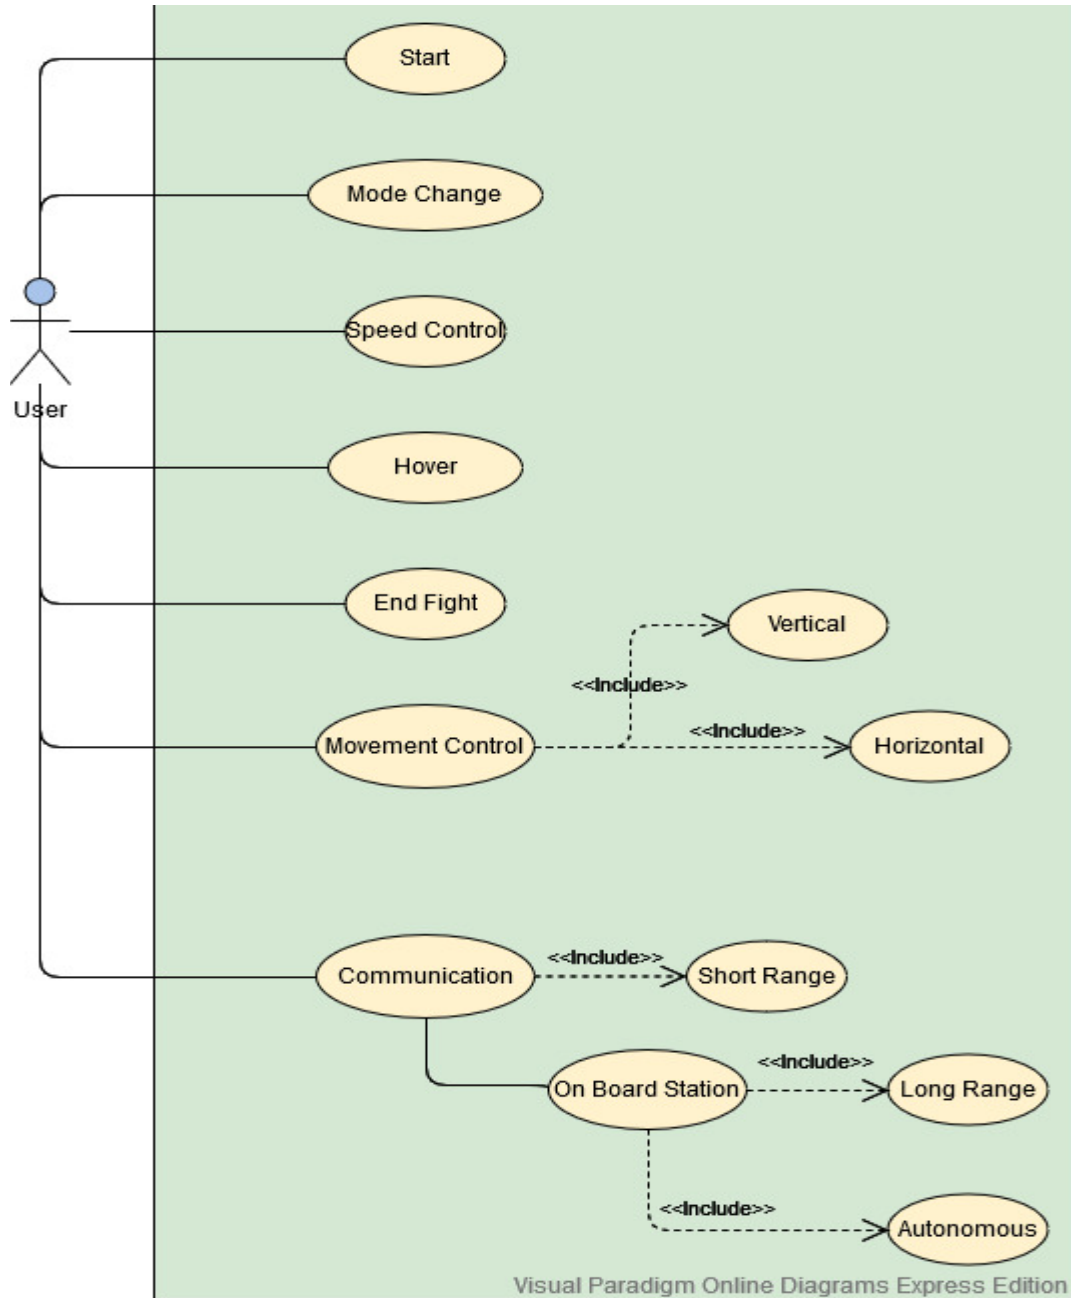 Start
Mode Change
Speed Control
User
Hover
End Fight
Vertical
<<Include>>
Movement Control
<<Include>>
Horizontal
Communication
<<Include>>
Short Range
On Board Station
<<Include>>
Long Range
<<Include>>
Autonomous
Visual Paradigm Online Diagrams Express Edition